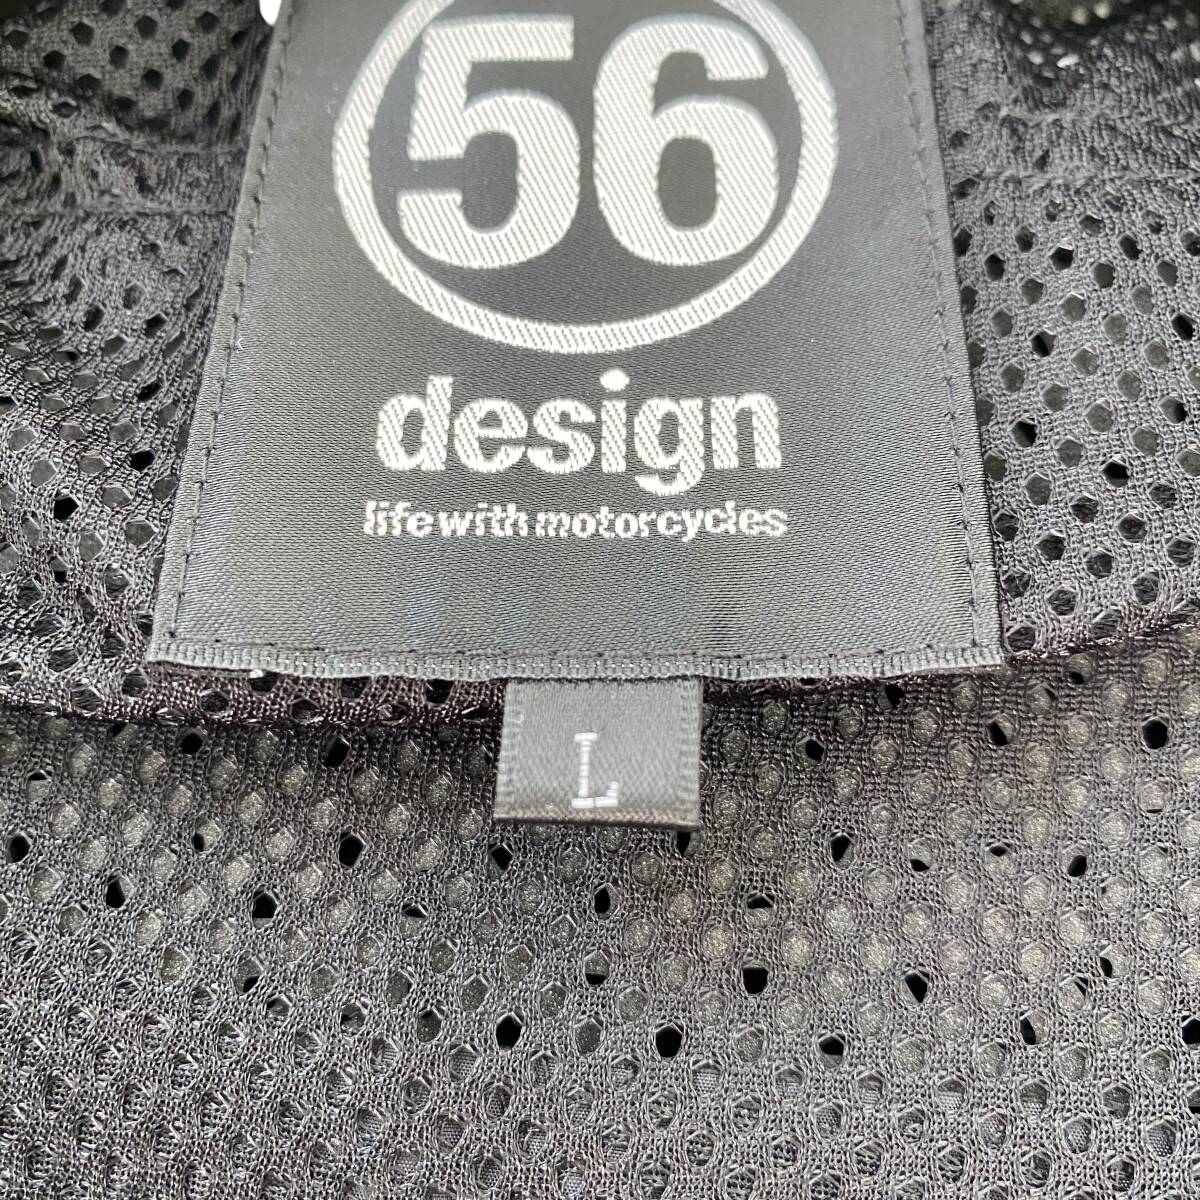 56
design
life with motorcycles
L